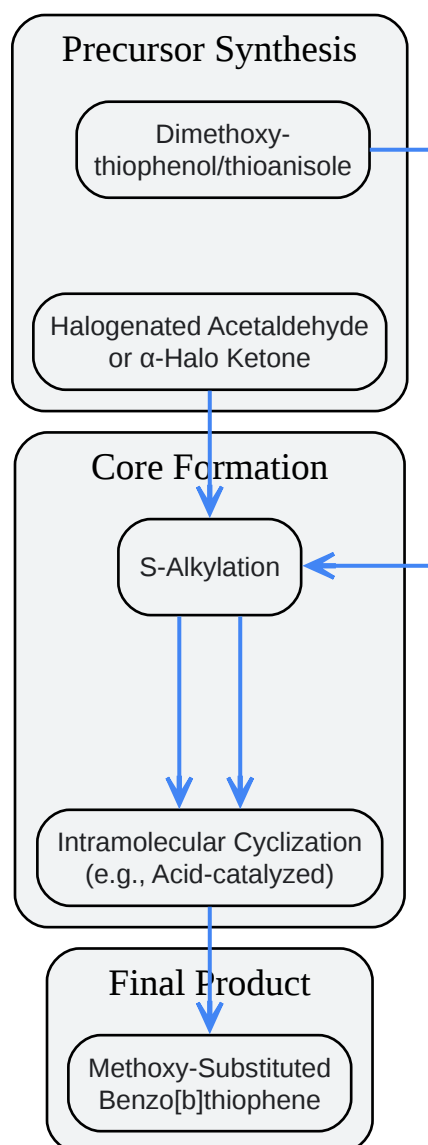 Precursor Synthesis
Dimethoxy-
thiophenol/thioanisole
Halogenated Acetaldehyde
or α-Halo Ketone
Core Formation
S-Alkylation
Intramolecular Cyclization
(e.g., Acid-catalyzed)
Final Product
Methoxy-Substituted
Benzo[b]thiophene